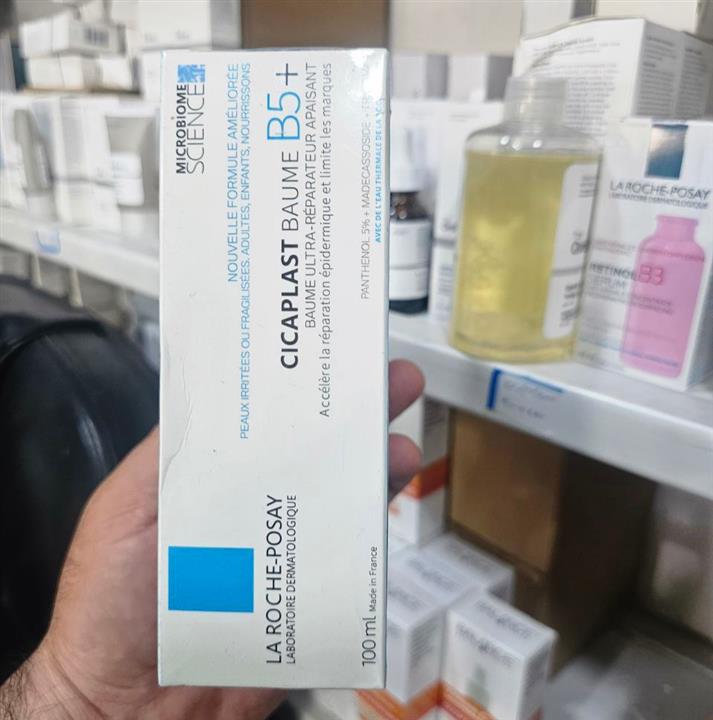 MICROBIOME
SCIENCE
NOUVELLE FORMULE AMÉLIORÉE
PEAUX IRRITÉES OU FRAGILISÉES. ADULTES, ENFANTS, NOURRISSONS
CICAPLAST BAUME B5+
BAUME ULTRA-RÉPARATEUR APAISANT
Accélère la réparation épidermique et limite les marques
PANTHENOL 5% + MADECASSOSIDE
AVEC DE L'EAU THERMALE DE LA
LA ROCHE-POSAY
LABORATOIRE DERMATOLOGIQUE
100 ml Made in France
LA ROCHE-POSAY
LABORATOIRE DERMATOLOGIQUE
RETINOL B3
SERUM